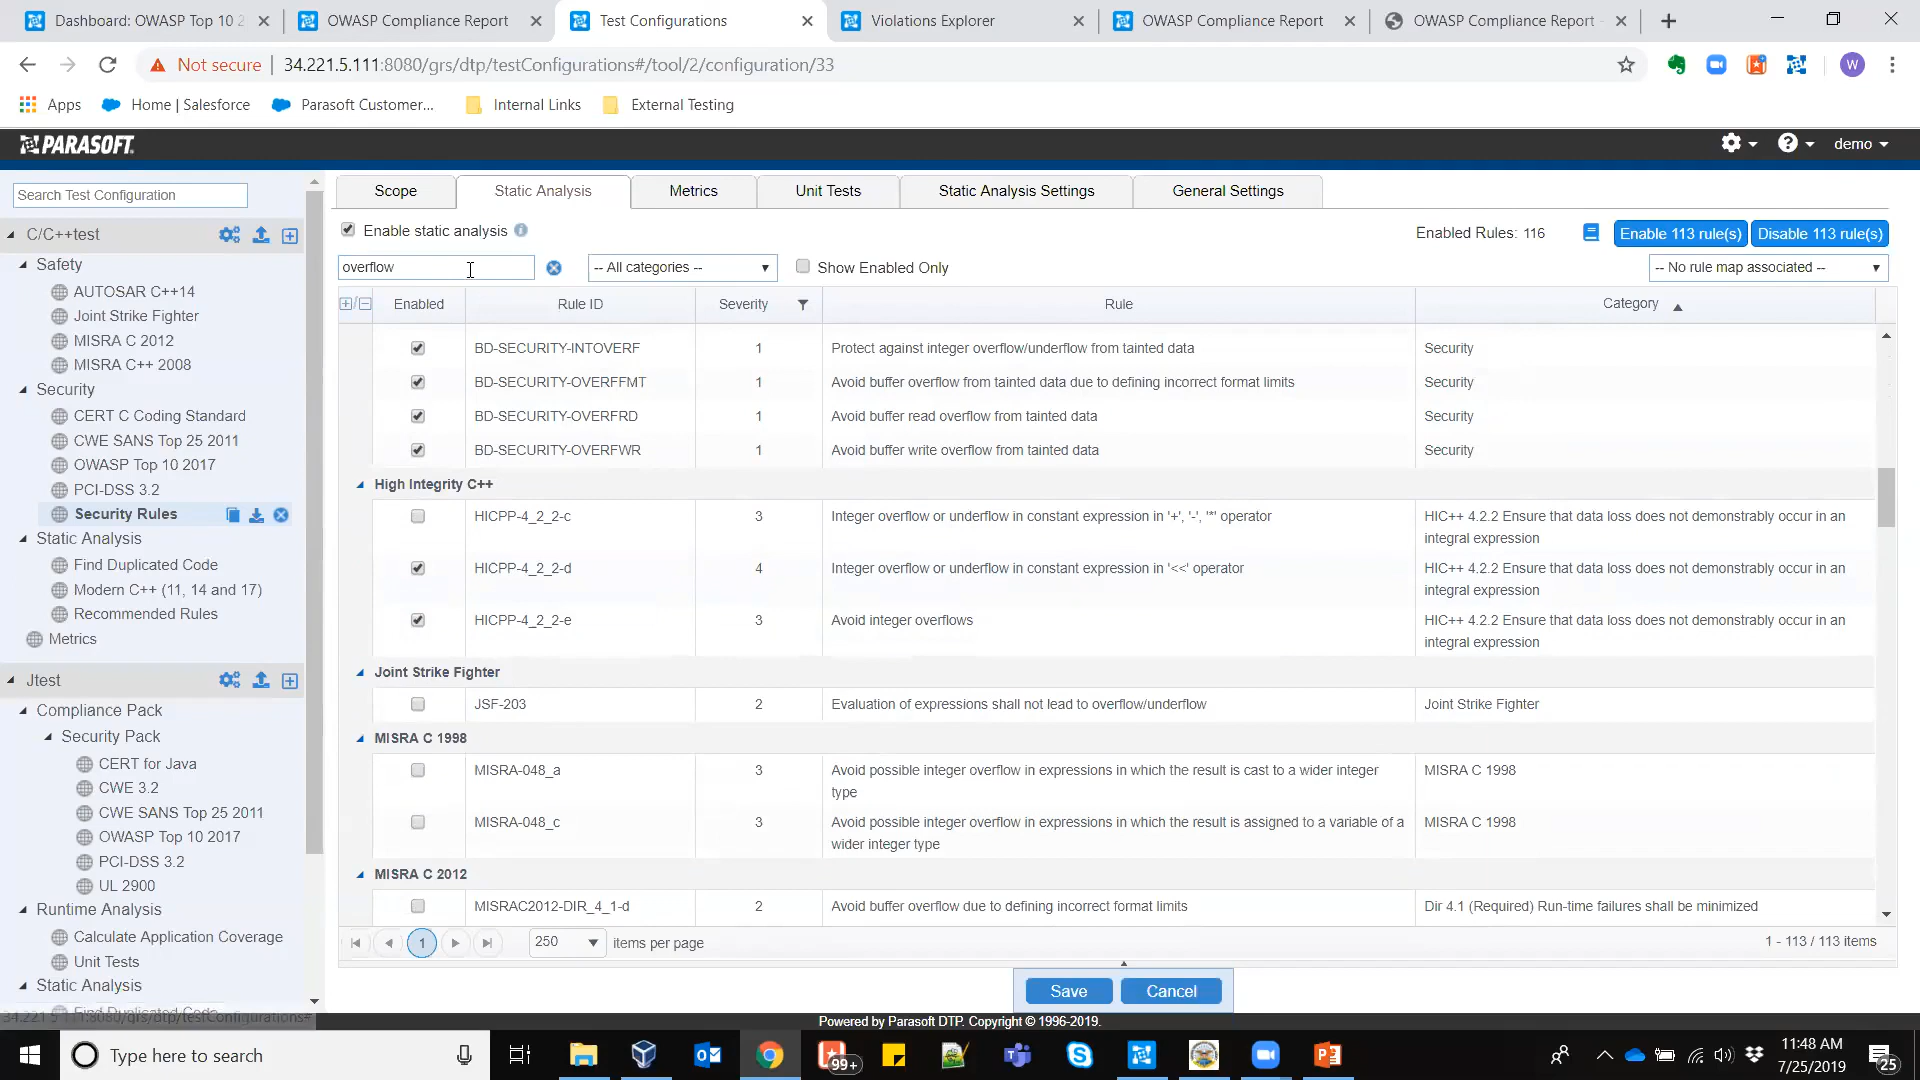 Dashboard: OWASP Top 10 2
OWASP Compliance Report
Test Configurations
Violations Explorer
OWASP Compliance Report
OWASP Compliance Report -
Not secure
34.221.5.111:8080/grs/dtp/testConfigurations#/tool/2/configuration/33
W
Apps
Home | Salesforce
Parasoft Customer...
Internal Links
External Testing
PARASOFT.
demo
Search Test Configuration
C/C++test
Safety
AUTOSAR C++14
Joint Strike Fighter
MISRA C 2012
MISRA C++ 2008
Security
CERT C Coding Standard
CWE SANS Top 25 2011
OWASP Top 10 2017
PCI-DSS 3.2
Security Rules
Static Analysis
Find Duplicated Code
Modern C++ (11, 14 and 17)
Recommended Rules
Metrics
Jtest
Compliance Pack
Security Pack
CERT for Java
CWE 3.2
CWE SANS Top 25 2011
OWASP Top 10 2017
PCI-DSS 3.2
UL 2900
Runtime Analysis
Calculate Application Coverage
Unit Tests
Static Analysis
Scope
Static Analysis
Metrics
Unit Tests
Static Analysis Settings
General Settings
Enable static analysis
Enabled Rules: 116
Enable 113 rule(s)
Disable 113 rule(s)
overflow
-- All categories --
Show Enabled Only
-- No rule map associated --
Enabled Rule ID Severity Rule Category
BD-SECURITY-INTOVERF 1 Protect against integer overflow/underflow from tainted data Security
BD-SECURITY-OVERFFMT 1 Avoid buffer overflow from tainted data due to defining incorrect format limits Security
BD-SECURITY-OVERFRD 1 Avoid buffer read overflow from tainted data Security
BD-SECURITY-OVERFWR 1 Avoid buffer write overflow from tainted data Security
High Integrity C++
HICPP-4_2_2-c 3 Integer overflow or underflow in constant expression in '+', '-', '*' operator HIC++ 4.2.2 Ensure that data loss does not demonstrably occur in an
integral expression
HICPP-4_2_2-d 4 Integer overflow or underflow in constant expression in '<<' operator HIC++ 4.2.2 Ensure that data loss does not demonstrably occur in an
integral expression
HICPP-4_2_2-e 3 Avoid integer overflows HIC++ 4.2.2 Ensure that data loss does not demonstrably occur in an
integral expression
Joint Strike Fighter
JSF-203 2 Evaluation of expressions shall not lead to overflow/underflow Joint Strike Fighter
MISRA C 1998
MISRA-048_a 3 Avoid possible integer overflow in expressions in which the result is cast to a wider integer MISRA C 1998
type
MISRA-048_c 3 Avoid possible integer overflow in expressions in which the result is assigned to a variable of a MISRA C 1998
wider integer type
MISRA C 2012
MISRAC2012-DIR_4_1-d 2 Avoid buffer overflow due to defining incorrect format limits Dir 4.1 (Required) Run-time failures shall be minimized
1
250
items per page
1 - 113 / 113 items
Save
Cancel
Powered by Parasoft DTP. Copyright © 1996-2019.
Type here to search
99+
11:48 AM
7/25/2019
25